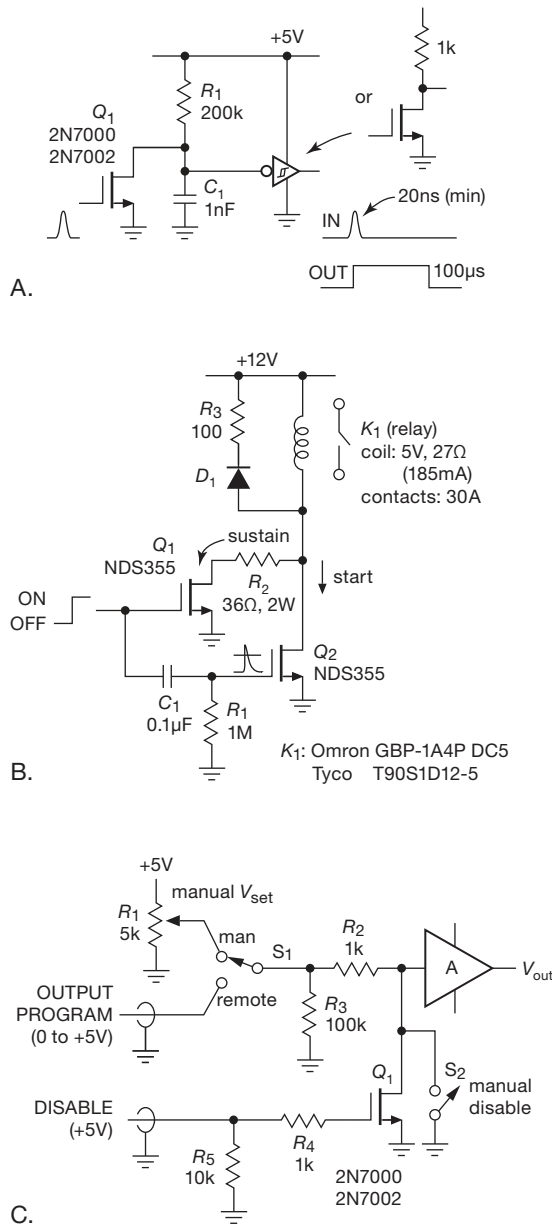 +5V
R1
200k
Q1
2N7000
2N7002
C1
1nF
1k
or
20ns (min)
IN
OUT
100µs
A.
+12V
R3
100
D1
K1 (relay)
coil: 5V, 27Ω
(185mA)
contacts: 30A
Q1
NDS355
sustain
R2
36Ω, 2W
start
ON
OFF
Q2
NDS355
C1
0.1µF
R1
1M
K1: Omron GBP-1A4P DC5
Tyco T90S1D12-5
B.
+5V
manual Vset
R1
5k
man
S1
R2
1k
A
Vout
OUTPUT
PROGRAM
(0 to +5V)
remote
R3
100k
Q1
S2
manual
disable
DISABLE
(+5V)
R4
1k
R5
10k
2N7000
2N7002
C.